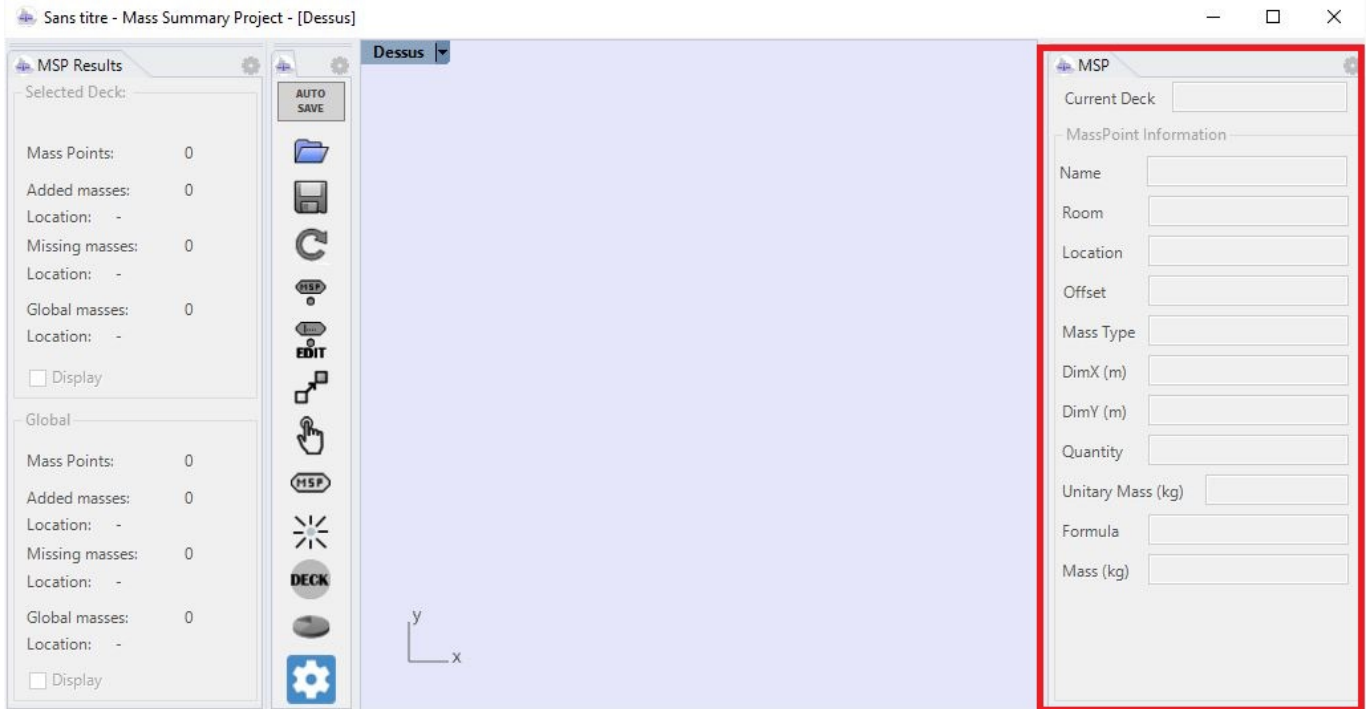 Sans titre - Mass Summary Project - [Dessus]
MSP Results
Selected Deck:
Mass Points: 0
Added masses: 0
Location: -
Missing masses: 0
Location: -
Global masses: 0
Location: -
Display
Global
Mass Points: 0
Added masses: 0
Location: -
Missing masses: 0
Location: -
Global masses: 0
Location: -
Display
AUTO
SAVE
MSP
EDIT
MSP
DECK
Dessus
y
x
MSP
Current Deck
MassPoint Information
Name
Room
Location
Offset
Mass Type
DimX (m)
DimY (m)
Quantity
Unitary Mass (kg)
Formula
Mass (kg)